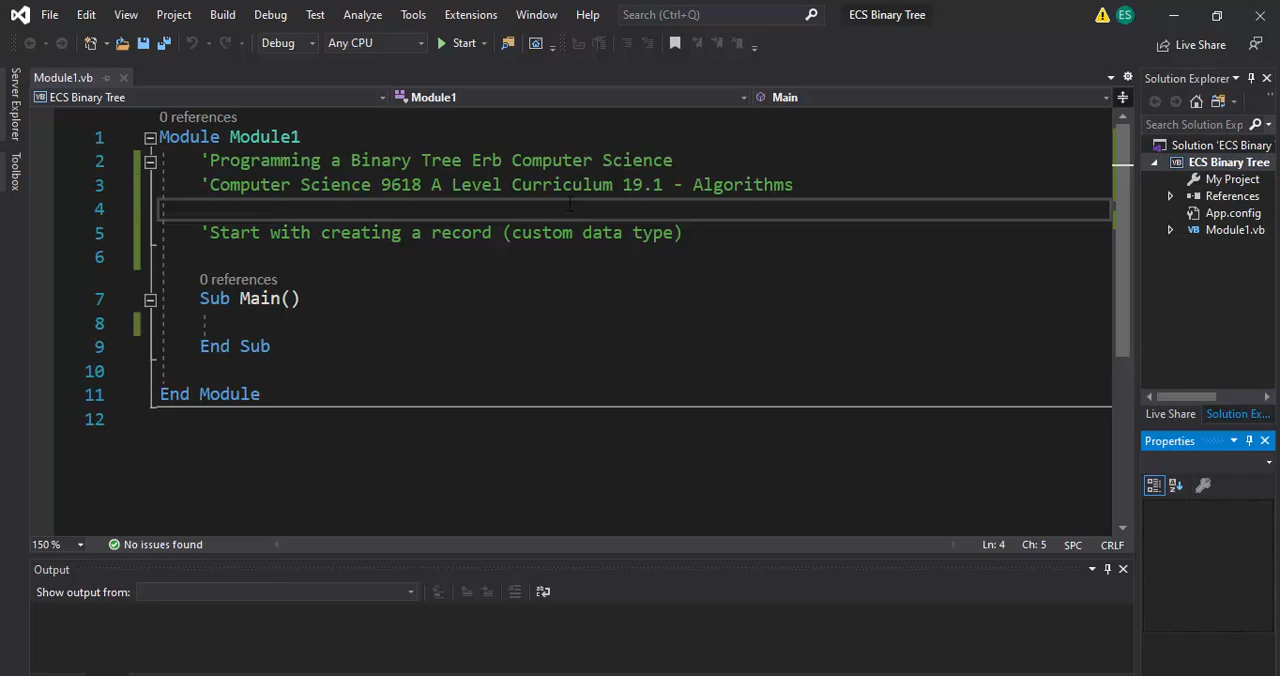 File Edit View Project Build Debug Test Analyze Tools Extensions Window Help Search (Ctrl+Q) ECS Binary Tree ES
Debug Any CPU Start Live Share
Server Explorer
Toolbox
Module1.vb
ECS Binary Tree Module1 Main
0 references
1 Module Module1
2 'Programming a Binary Tree Erb Computer Science
3 'Computer Science 9618 A Level Curriculum 19.1 - Algorithms
4
5 'Start with creating a record (custom data type)
6
0 references
7 Sub Main()
8
9 End Sub
10
11 End Module
12
150 % No issues found Ln: 4 Ch: 5 SPC CRLF
Output
Show output from:
Solution Explorer
Search Solution Exp
Solution 'ECS Binary
ECS Binary Tree
My Project
References
App.config
Module1.vb
Live Share Solution Ex...
Properties